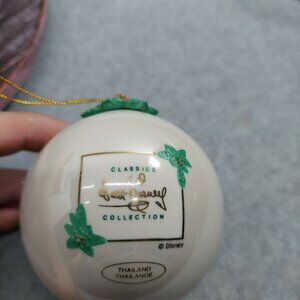 CLASSICS
Walt Disney
COLLECTION
© Disney
THAILAND
THAILANDE